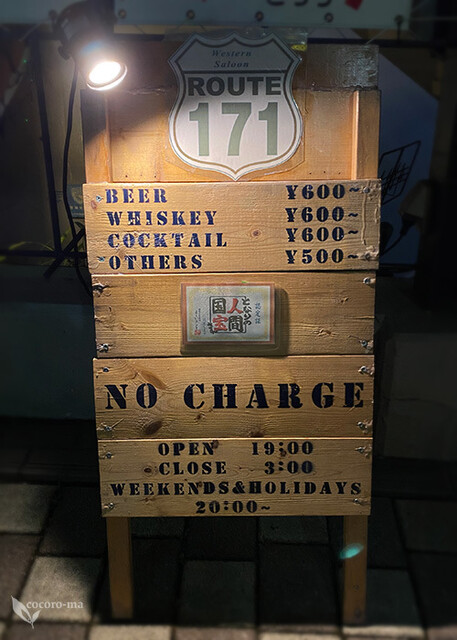 Western
Saloon
ROUTE
171
BEER ¥600~
WHISKEY ¥600~
COCKTAIL ¥600~
OTHERS ¥500~
人間
国宝
NO CHARGE
OPEN 19:00
CLOSE 3:00
WEEKENDS&HOLIDAYS
20:00~
cocoro-ma